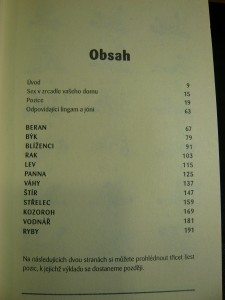 Obsah
Úvod 9
Sex v zrcadle vašeho domu 15
Pozice 19
Odpovídající lingam a jóni 63
BERAN 67
BÝK 79
BLÍŽENCI 91
RAK 103
LEV 115
PANNA 125
VÁHY 137
ŠTÍR 147
STŘELEC 159
KOZOROH 169
VODNÁŘ 181
RYBY 191
Na následujících dvou stranách si můžete prohlédnout třicet šest
pozic, k jejichž výkladu se dostaneme později.